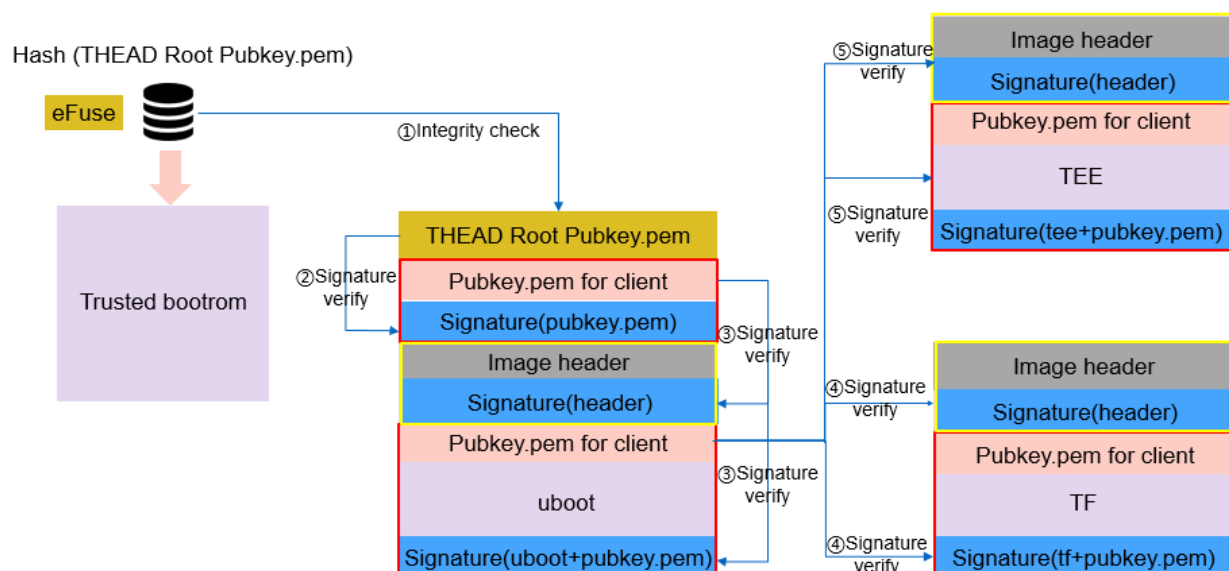 Hash (THEAD Root Pubkey.pem)
eFuse
①Integrity check
Trusted bootrom
THEAD Root Pubkey.pem
②Signature
verify
Pubkey.pem for client
Signature(pubkey.pem)
③Signature
verify
Image header
Signature(header)
Pubkey.pem for client
③Signature
verify
uboot
Signature(uboot+pubkey.pem)
⑤Signature
verify
Image header
Signature(header)
Pubkey.pem for client
TEE
⑤Signature
verify
Signature(tee+pubkey.pem)
④Signature
verify
Image header
Signature(header)
Pubkey.pem for client
TF
④Signature
verify
Signature(tf+pubkey.pem)